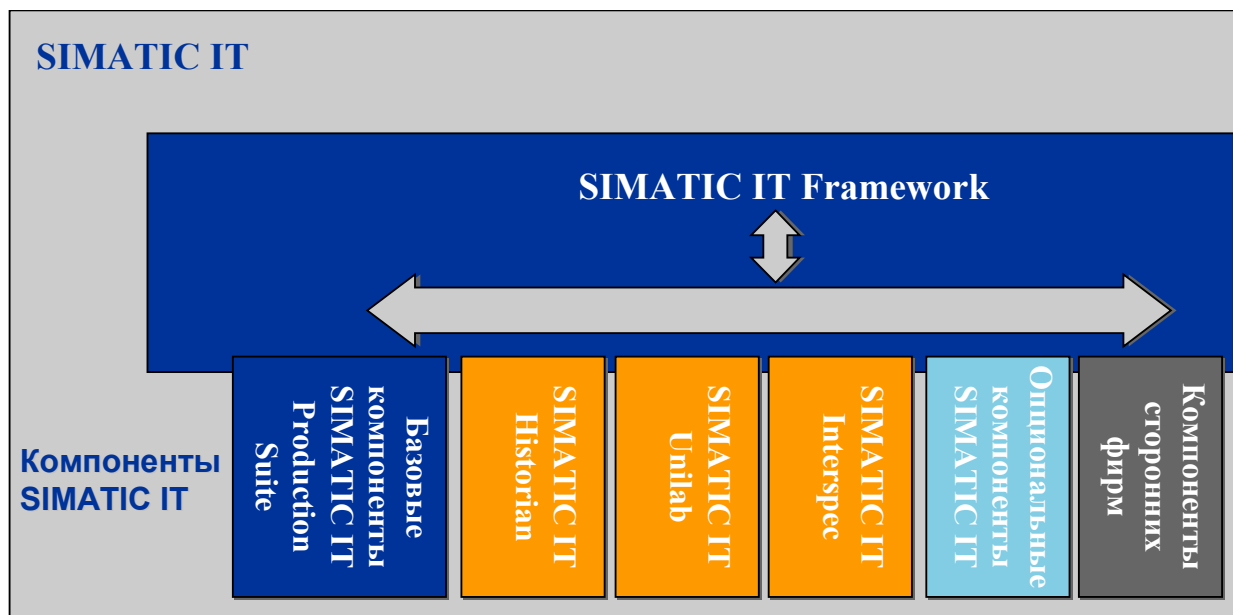 SIMATIC IT
SIMATIC IT Framework
Компоненты
SIMATIC IT
Базовые
компоненты
SIMATIC IT
Production
Suite
SIMATIC IT
Historian
SIMATIC IT
Unilab
SIMATIC IT
Interspec
Опциональные
компоненты
SIMATIC IT
Компоненты
сторонних
фирм